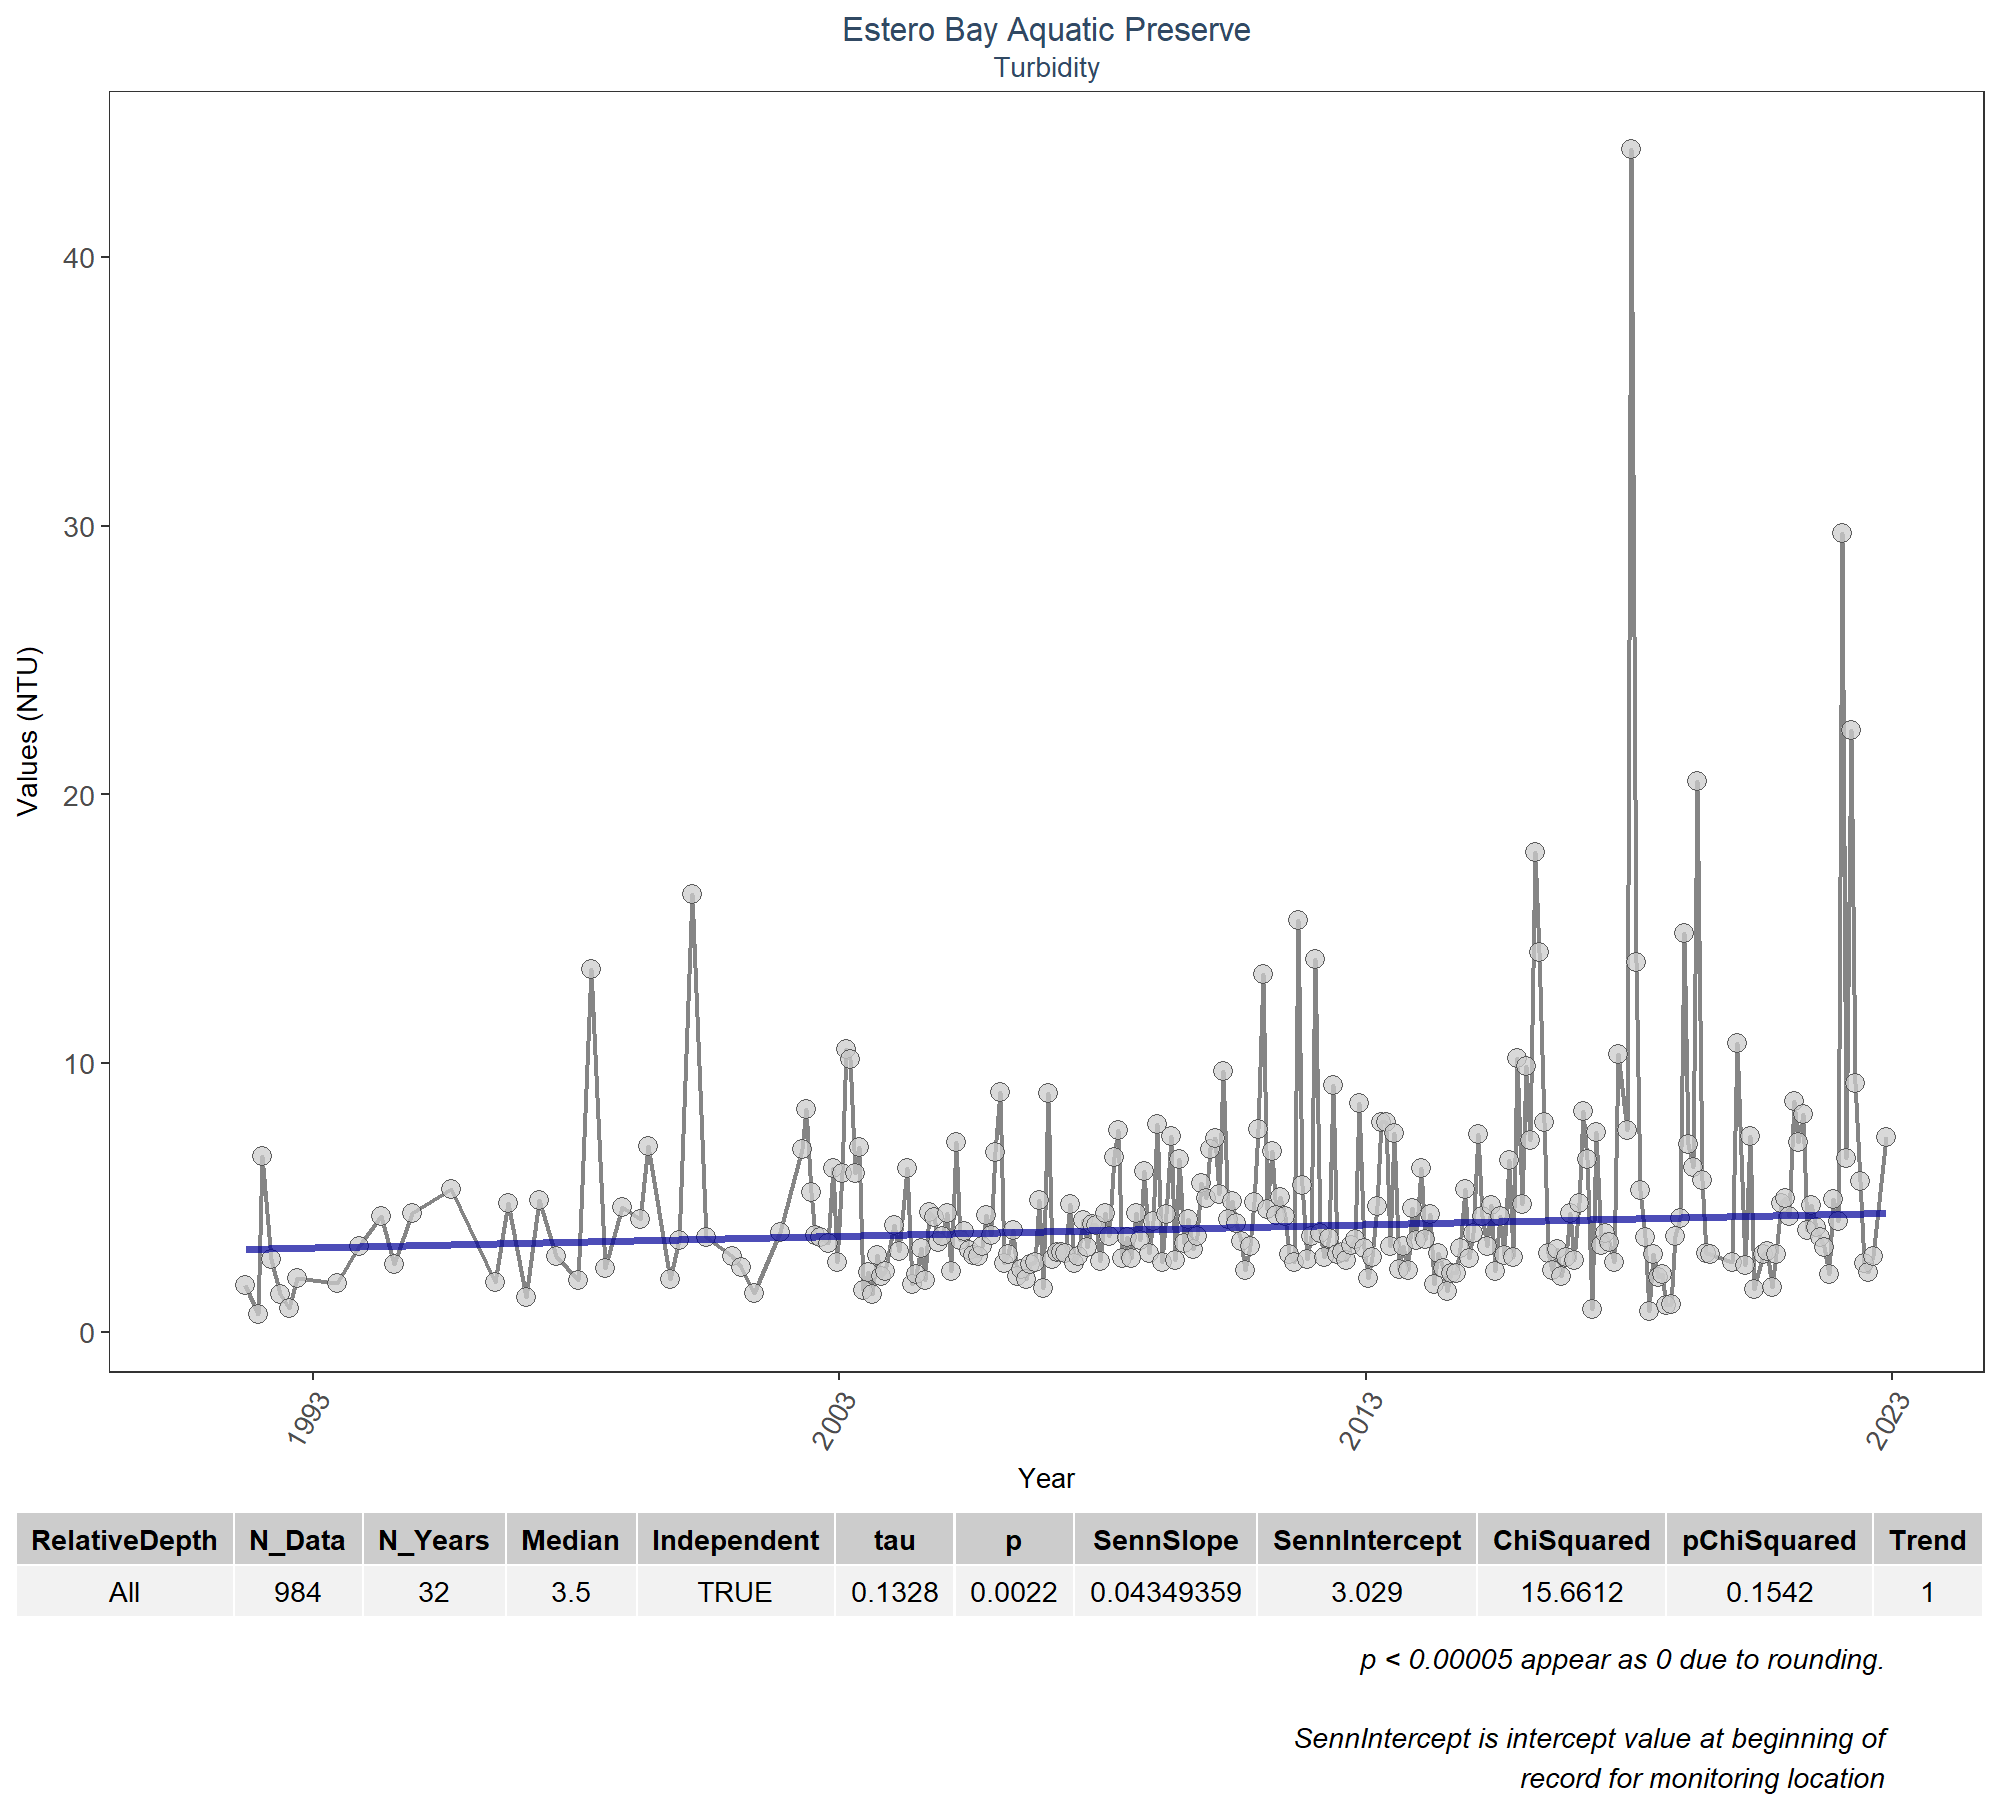 Estero Bay Aquatic Preserve
Turbidity
Values (NTU)
40
30
20
10
0
1993
2003
2013
2023
Year
RelativeDepth N_Data N_Years Median Independent tau p SennSlope SennIntercept ChiSquared pChiSquared Trend
All 984 32 3.5 TRUE 0.1328 0.0022 0.04349359 3.029 15.6612 0.1542 1
p < 0.00005 appear as 0 due to rounding.
SennIntercept is intercept value at beginning of
record for monitoring location